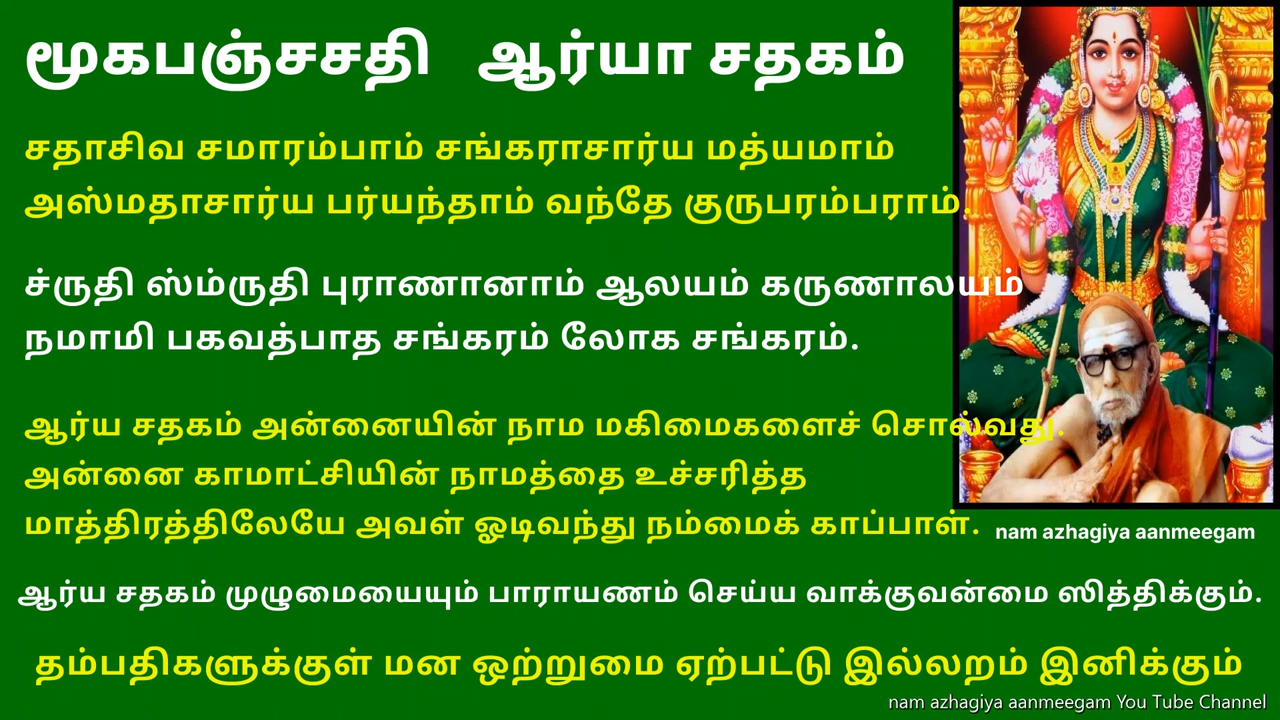 மூகபஞ்சசதி ஆர்யா சதகம்
சதாசிவ சமாரம்பாம் சங்கராசார்ய மத்யமாம்
அஸ்மதாசார்ய பர்யந்தாம் வந்தே குருபரம்பராம்.
ச்ருதி ஸ்ம்ருதி புராணானாம் ஆலயம் கருணாலயம்
நமாமி பகவத்பாத சங்கரம் லோக சங்கரம்.
ஆர்ய சதகம் அன்னையின் நாம மகிமைகளைச் சொல்வது.
அன்னை காமாட்சியின் நாமத்தை உச்சரித்த
மாத்திரத்திலேயே அவள் ஓடிவந்து நம்மைக் காப்பாள்.
nam azhagiya aanmeegam
ஆர்ய சதகம் முழுமையையும் பாராயணம் செய்ய வாக்குவன்மை ஸித்திக்கும்.
தம்பதிகளுக்குள் மன ஒற்றுமை ஏற்பட்டு இல்லறம் இனிக்கும்
nam azhagiya aanmeegam You Tube Channel